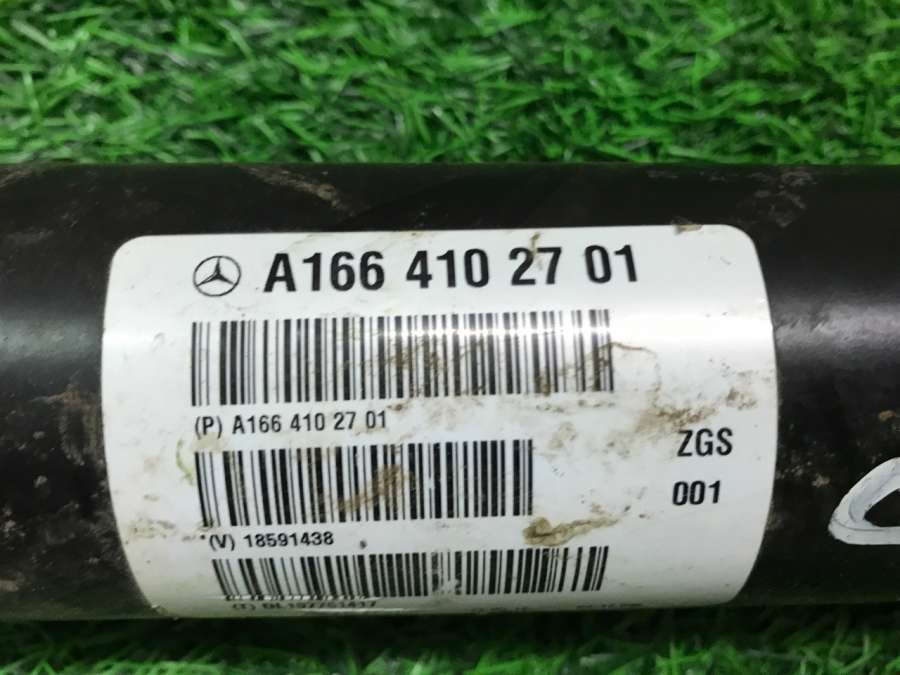 A166 410 27 01
(P) A166 410 27 01
ZGS
001
(V) 18591438